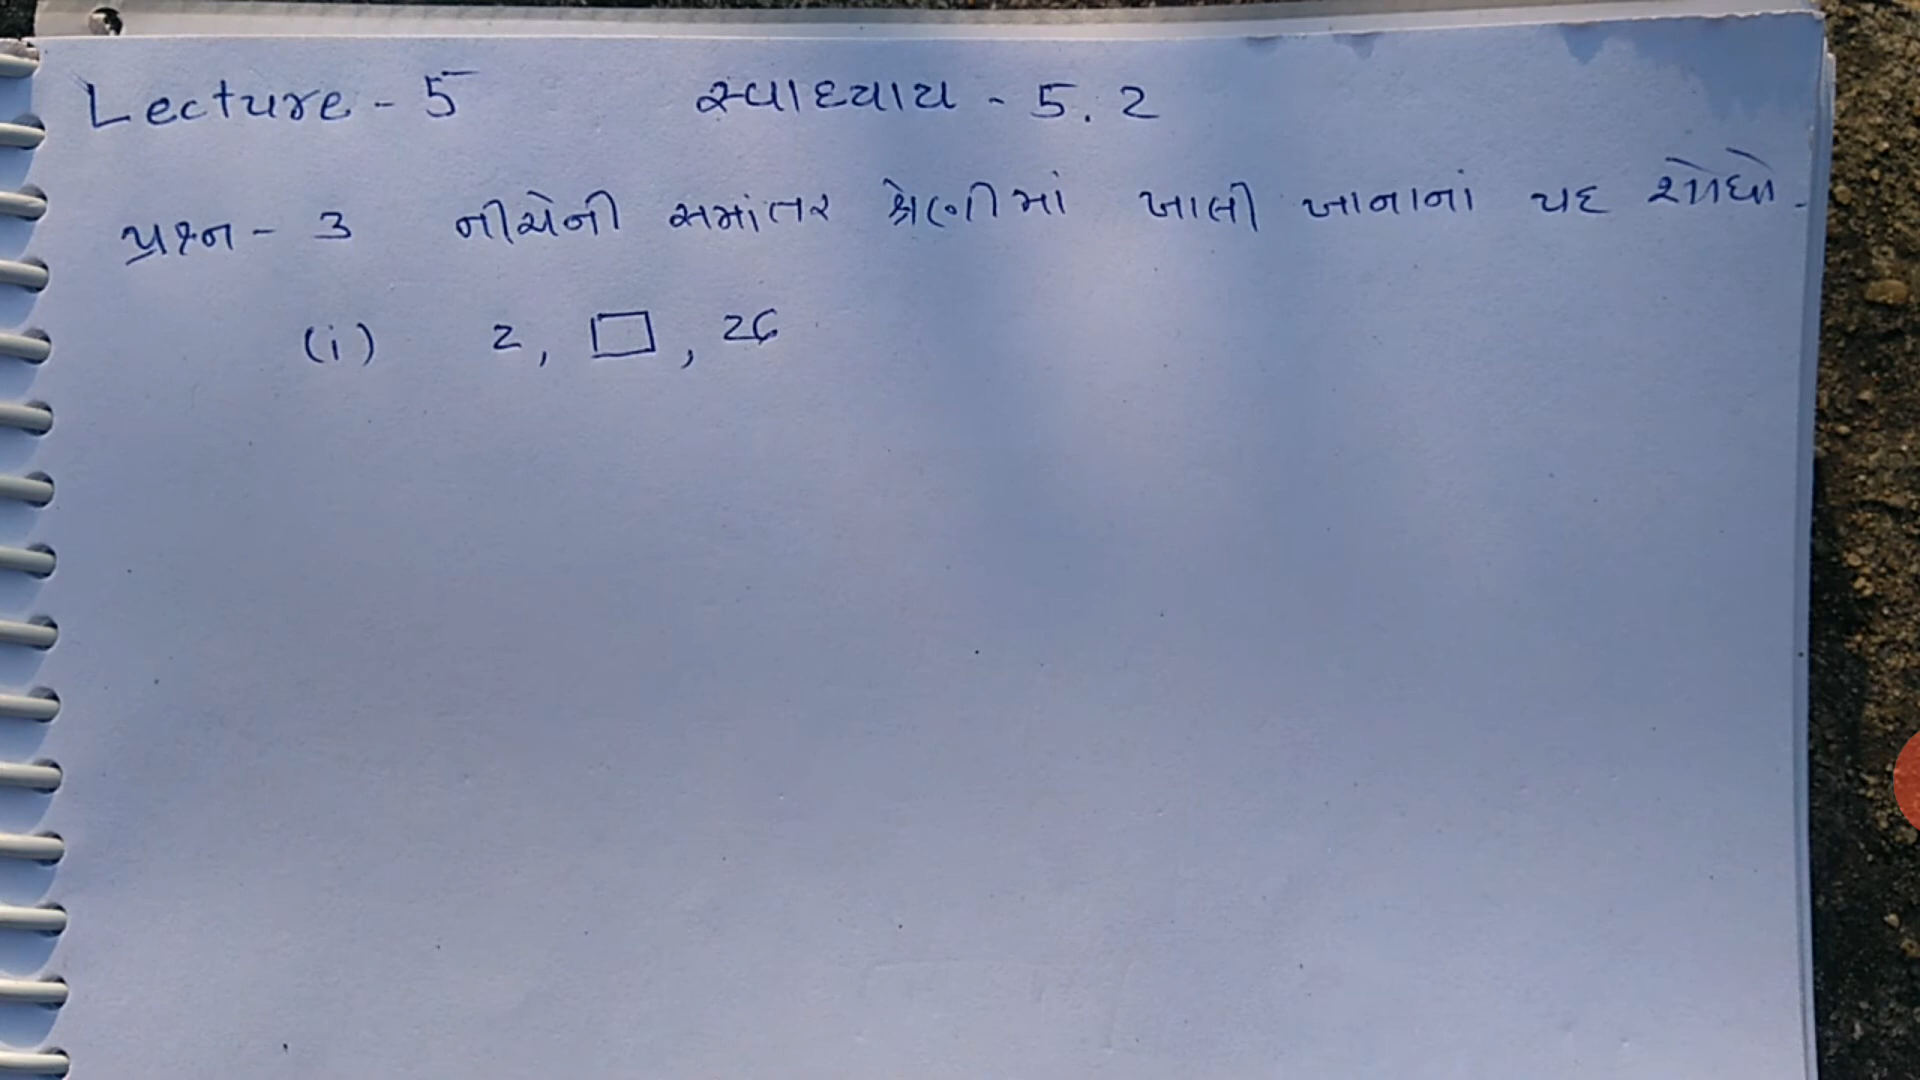 Lecture - 5 સ્વાધ્યાય - 5.2
પ્રશ્ન - 3 નીચેની સમાંતર શ્રેણીમાં ખાલી ખાનાનાં પદ શોધો.
(i) 2, □, 26